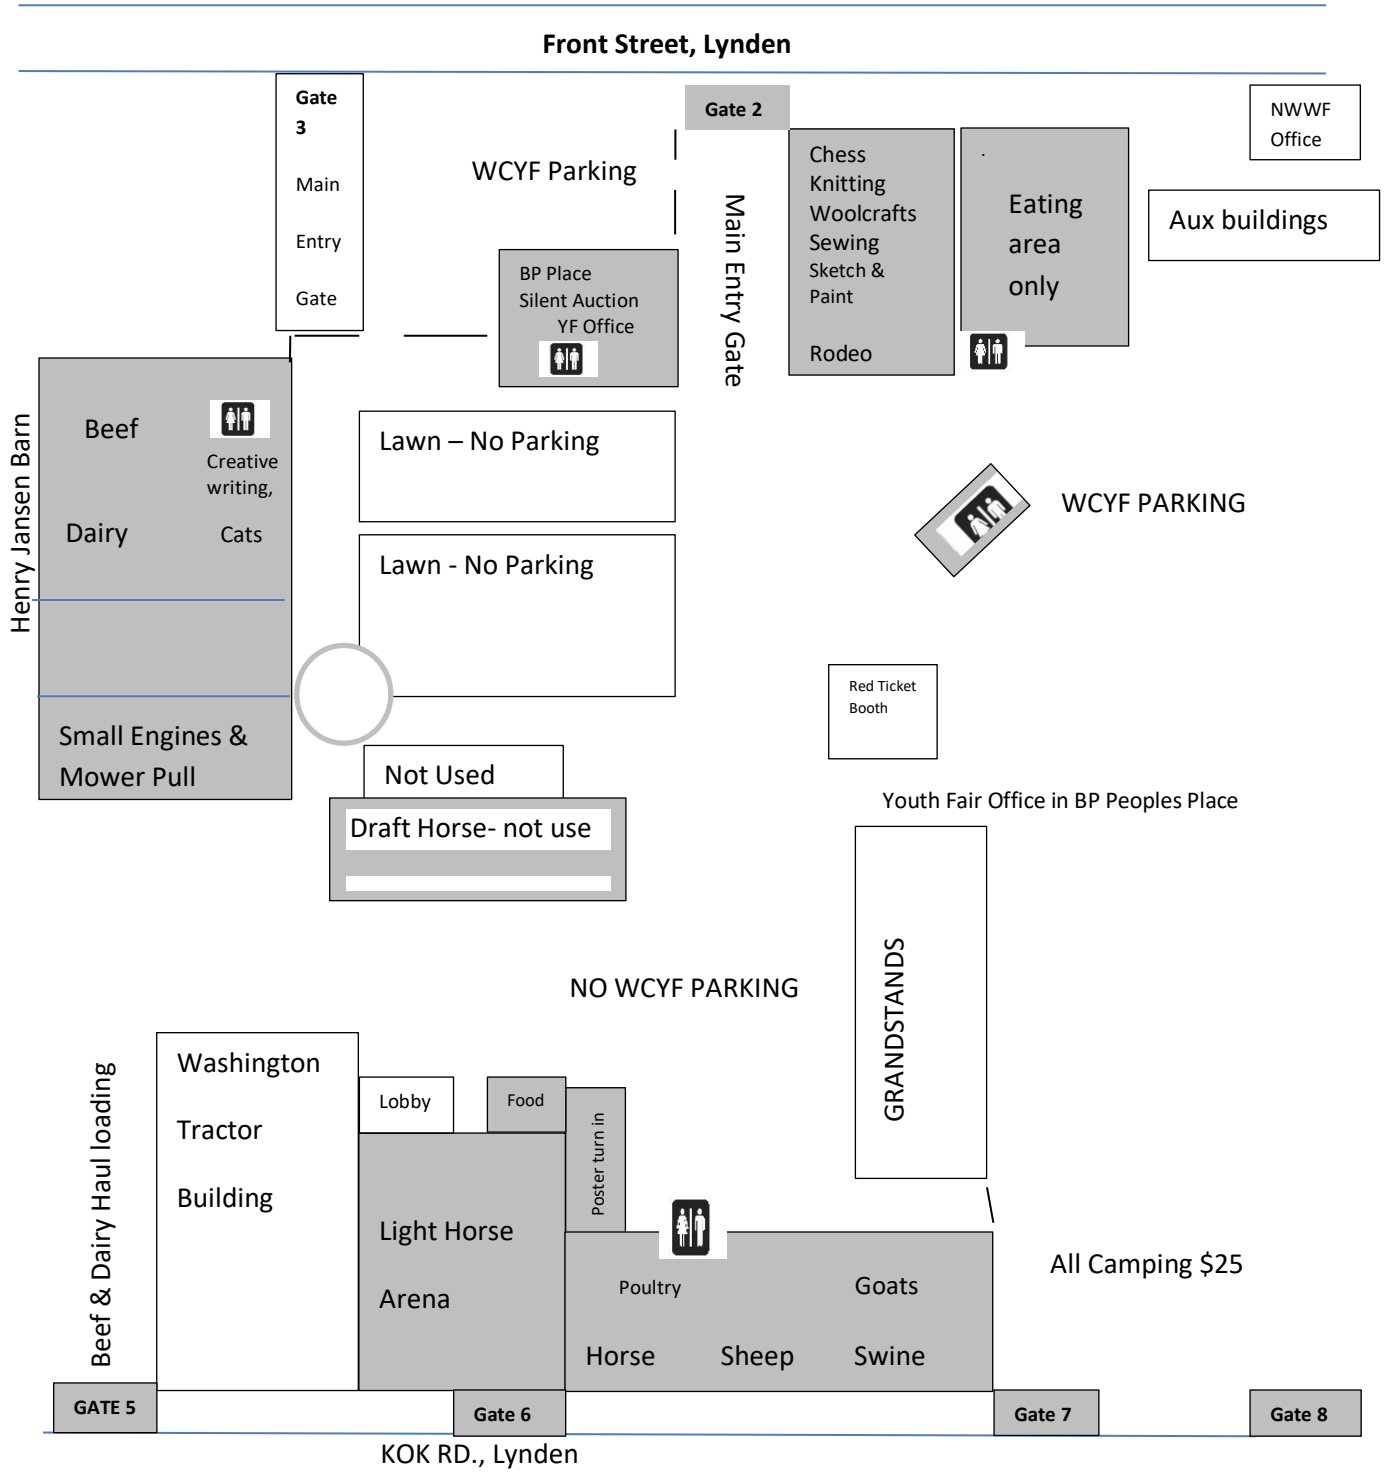 Front Street, Lynden
Gate
3
Main
Entry
Gate
WCYF Parking
Gate 2
Main Entry Gate
Chess
Knitting
Woolcrafts
Sewing
Sketch &
Paint
Rodeo
.
Eating
area
only
NWWF
Office
Aux buildings
BP Place
Silent Auction
YF Office
Henry Jansen Barn
Beef
Creative
writing,
Dairy
Cats
Small Engines &
Mower Pull
Lawn – No Parking
Lawn - No Parking
WCYF PARKING
Red Ticket
Booth
Not Used
Draft Horse- not use
Youth Fair Office in BP Peoples Place
GRANDSTANDS
NO WCYF PARKING
Beef & Dairy Haul loading
Washington
Tractor
Building
Lobby
Food
Poster turn in
Light Horse
Arena
Poultry
Goats
Horse
Sheep
Swine
All Camping $25
GATE 5
Gate 6
Gate 7
Gate 8
KOK RD., Lynden